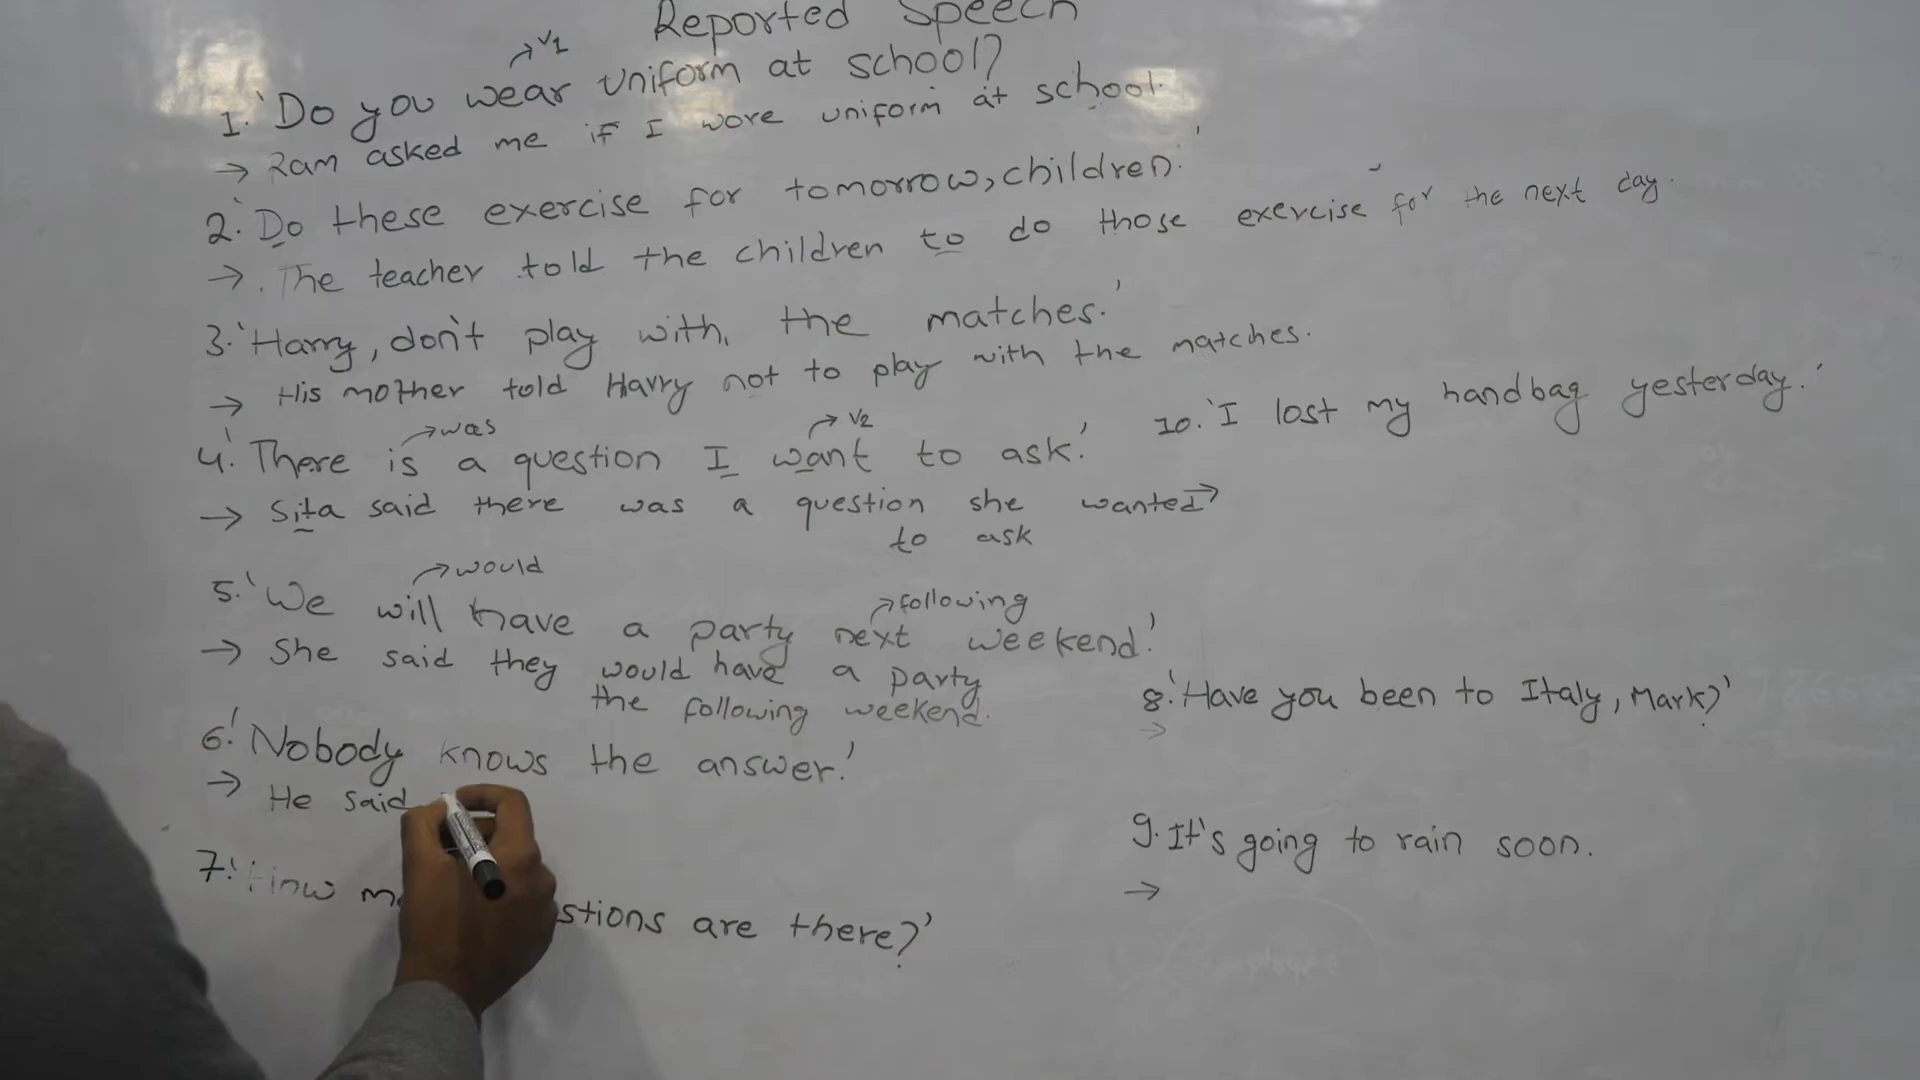 Reported Speech
→V1
1. 'Do you wear uniform at school?
→ Ram asked me if I wore uniform at school.
2. 'Do these exercise for tomorrow, children.'
→ The teacher told the children to do those exercise for the next day.
3. 'Harry, don't play with the matches.'
→ His mother told Harry not to play with the matches.
→was →V2
4. 'There is a question I want to ask.'
→ Sita said there was a question she wanted→
to ask
→would →following
5. 'We will have a party next weekend.'
→ She said they would have a party
the following weekend.
6. 'Nobody knows the answer.'
→ He said
7. 'How stions are there?'
8. 'Have you been to Italy, Mark?'
→
9. It's going to rain soon.
→
10. 'I lost my handbag yesterday.'